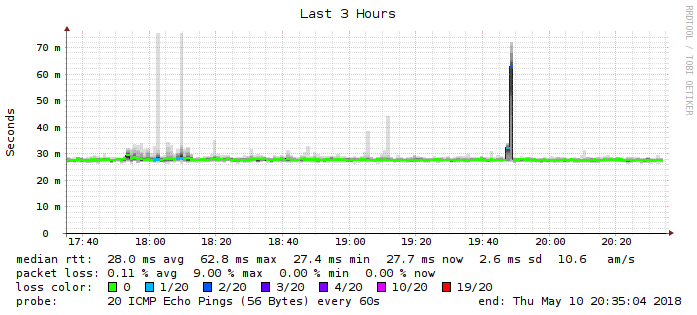 Last 3 Hours
RRDTOOL / TOBI OETIKER
Seconds
70 m
60 m
50 m
40 m
30 m
20 m
10 m
0
17:40 18:00 18:20 18:40 19:00 19:20 19:40 20:00 20:20
median rtt: 28.0 ms avg 62.8 ms max 27.4 ms min 27.7 ms now 2.6 ms sd 10.6 am/s
packet loss: 0.11 % avg 9.00 % max 0.00 % min 0.00 % now
loss color: 0 1/20 2/20 3/20 4/20 10/20 19/20
probe: 20 ICMP Echo Pings (56 Bytes) every 60s end: Thu May 10 20:35:04 2018